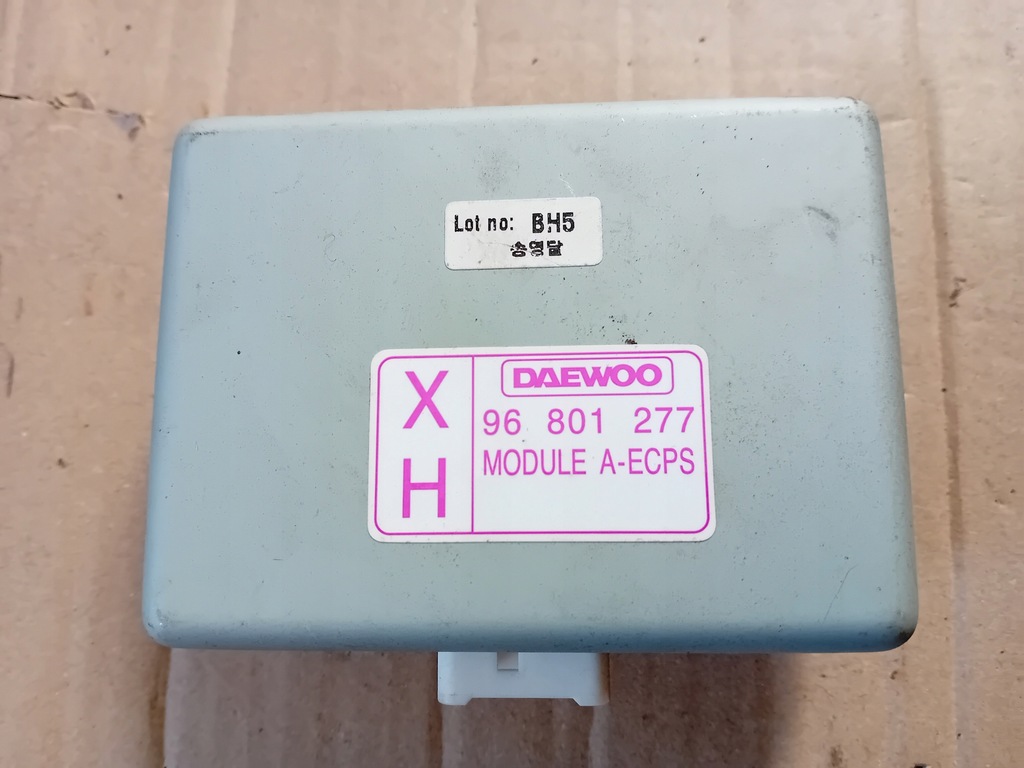 Lot no: BH5
송영달
X
H
DAEWOO
96 801 277
MODULE A-ECPS